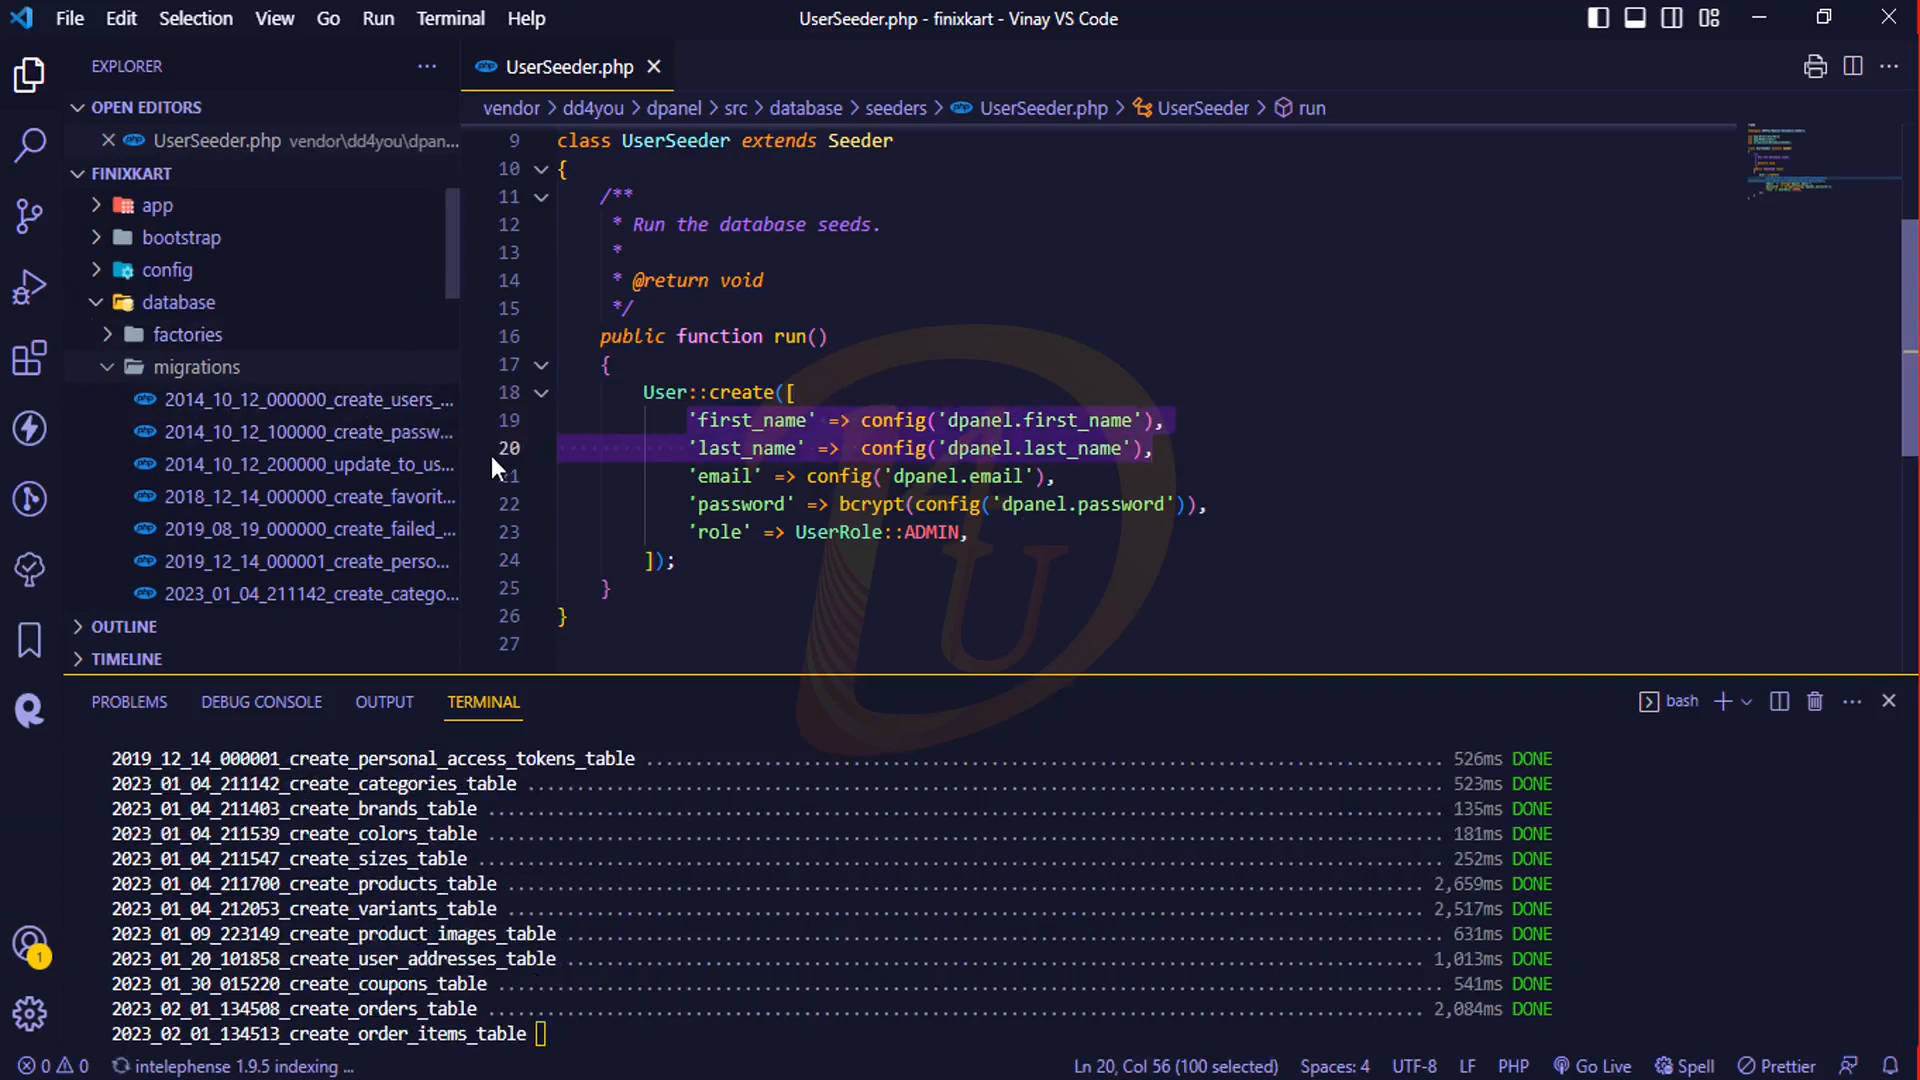 File Edit Selection View Go Run Terminal Help UserSeeder.php - finixkart - Vinay VS Code
EXPLORER ...
OPEN EDITORS
UserSeeder.php vendor\dd4you\dpan...
FINIXKART
app
bootstrap
config
database
factories
migrations
2014_10_12_000000_create_users_...
2014_10_12_100000_create_passw...
2014_10_12_200000_update_to_us...
2018_12_14_000000_create_favorit...
2019_08_19_000000_create_failed_...
2019_12_14_000001_create_perso...
2023_01_04_211142_create_catego...
OUTLINE
TIMELINE
1
UserSeeder.php
vendor > dd4you > dpanel > src > database > seeders > UserSeeder.php > UserSeeder > run
9 class UserSeeder extends Seeder
10 {
11 /**
12 * Run the database seeds.
13 *
14 * @return void
15 */
16 public function run()
17 {
18 User::create([
19 'first_name' => config('dpanel.first_name'),
20 'last_name' => config('dpanel.last_name'),
21 'email' => config('dpanel.email'),
22 'password' => bcrypt(config('dpanel.password')),
23 'role' => UserRole::ADMIN,
24 ]);
25 }
26 }
27
PROBLEMS DEBUG CONSOLE OUTPUT TERMINAL bash
2019_12_14_000001_create_personal_access_tokens_table ........ 526ms DONE
2023_01_04_211142_create_categories_table ........ 523ms DONE
2023_01_04_211403_create_brands_table ........ 135ms DONE
2023_01_04_211539_create_colors_table ........ 181ms DONE
2023_01_04_211547_create_sizes_table ........ 252ms DONE
2023_01_04_211700_create_products_table ........ 2,659ms DONE
2023_01_04_212053_create_variants_table ........ 2,517ms DONE
2023_01_09_223149_create_product_images_table ........ 631ms DONE
2023_01_20_101858_create_user_addresses_table ........ 1,013ms DONE
2023_01_30_015220_create_coupons_table ........ 541ms DONE
2023_02_01_134508_create_orders_table ........ 2,084ms DONE
2023_02_01_134513_create_order_items_table
0 0 intelephense 1.9.5 indexing ... Ln 20, Col 56 (100 selected) Spaces: 4 UTF-8 LF PHP Go Live Spell Prettier